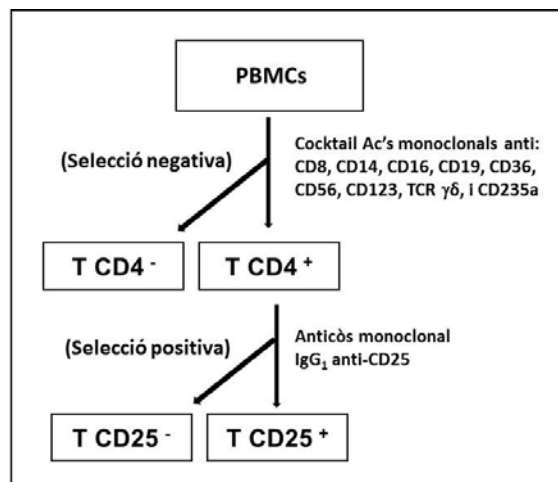 PBMCs
(Selecció negativa)
Cocktail Ac's monoclonals anti:
CD8, CD14, CD16, CD19, CD36,
CD56, CD123, TCR γδ, i CD235a
T CD4 -
T CD4 +
(Selecció positiva)
Anticòs monoclonal
IgG1 anti-CD25
T CD25 -
T CD25 +